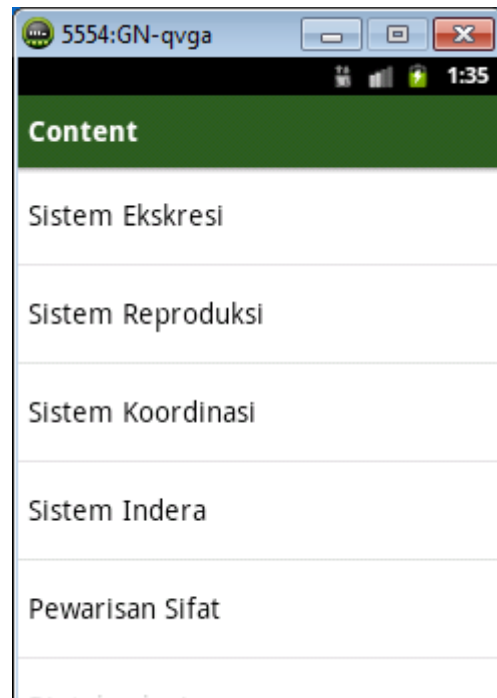 5554:GN-qvga
1:35
Content
Sistem Ekskresi
Sistem Reproduksi
Sistem Koordinasi
Sistem Indera
Pewarisan Sifat